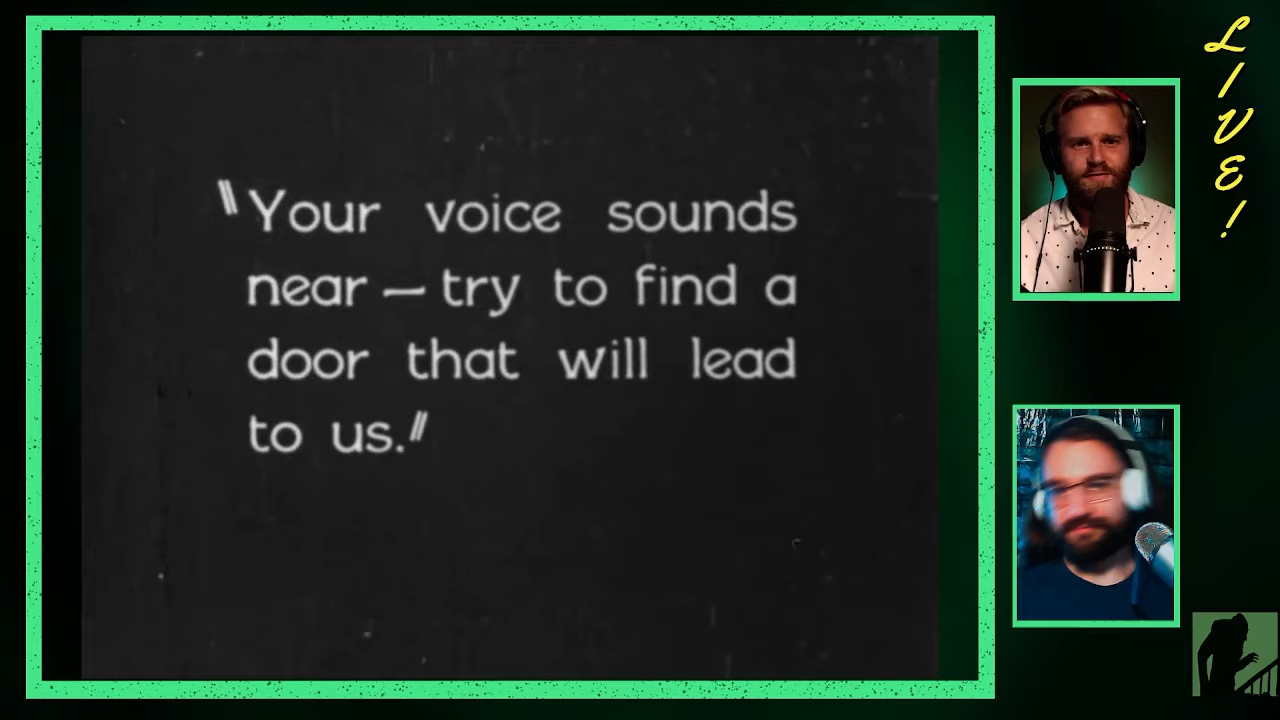 "Your voice sounds
near — try to find a
door that will lead
to us."
LIVE!